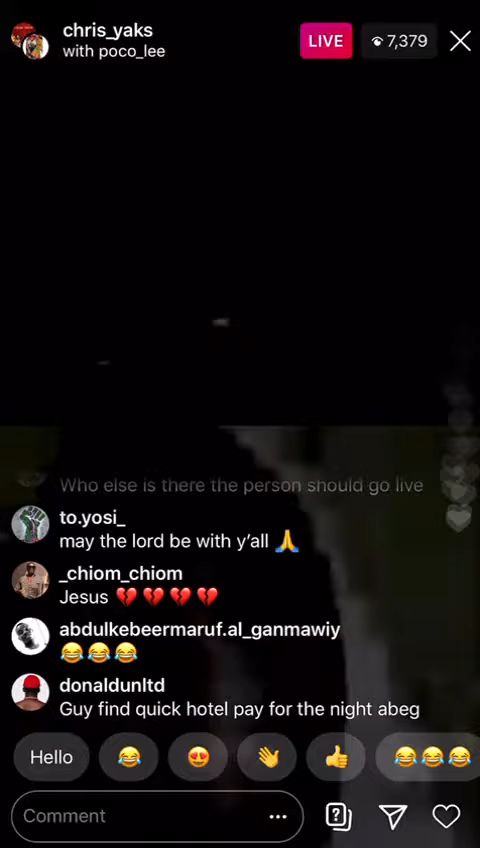 chris_yaks
with poco_lee
LIVE
7,379
Who else is there the person should go live
to.yosi_
may the lord be with y'all 🙏
_chiom_chiom
Jesus 💔 💔 💔 💔
abdulkebeermaruf.al_ganmawiy
😂😂😂
donaldunltd
Guy find quick hotel pay for the night abeg
Hello 😂 😍 👋 👍 😂😂😂
Comment